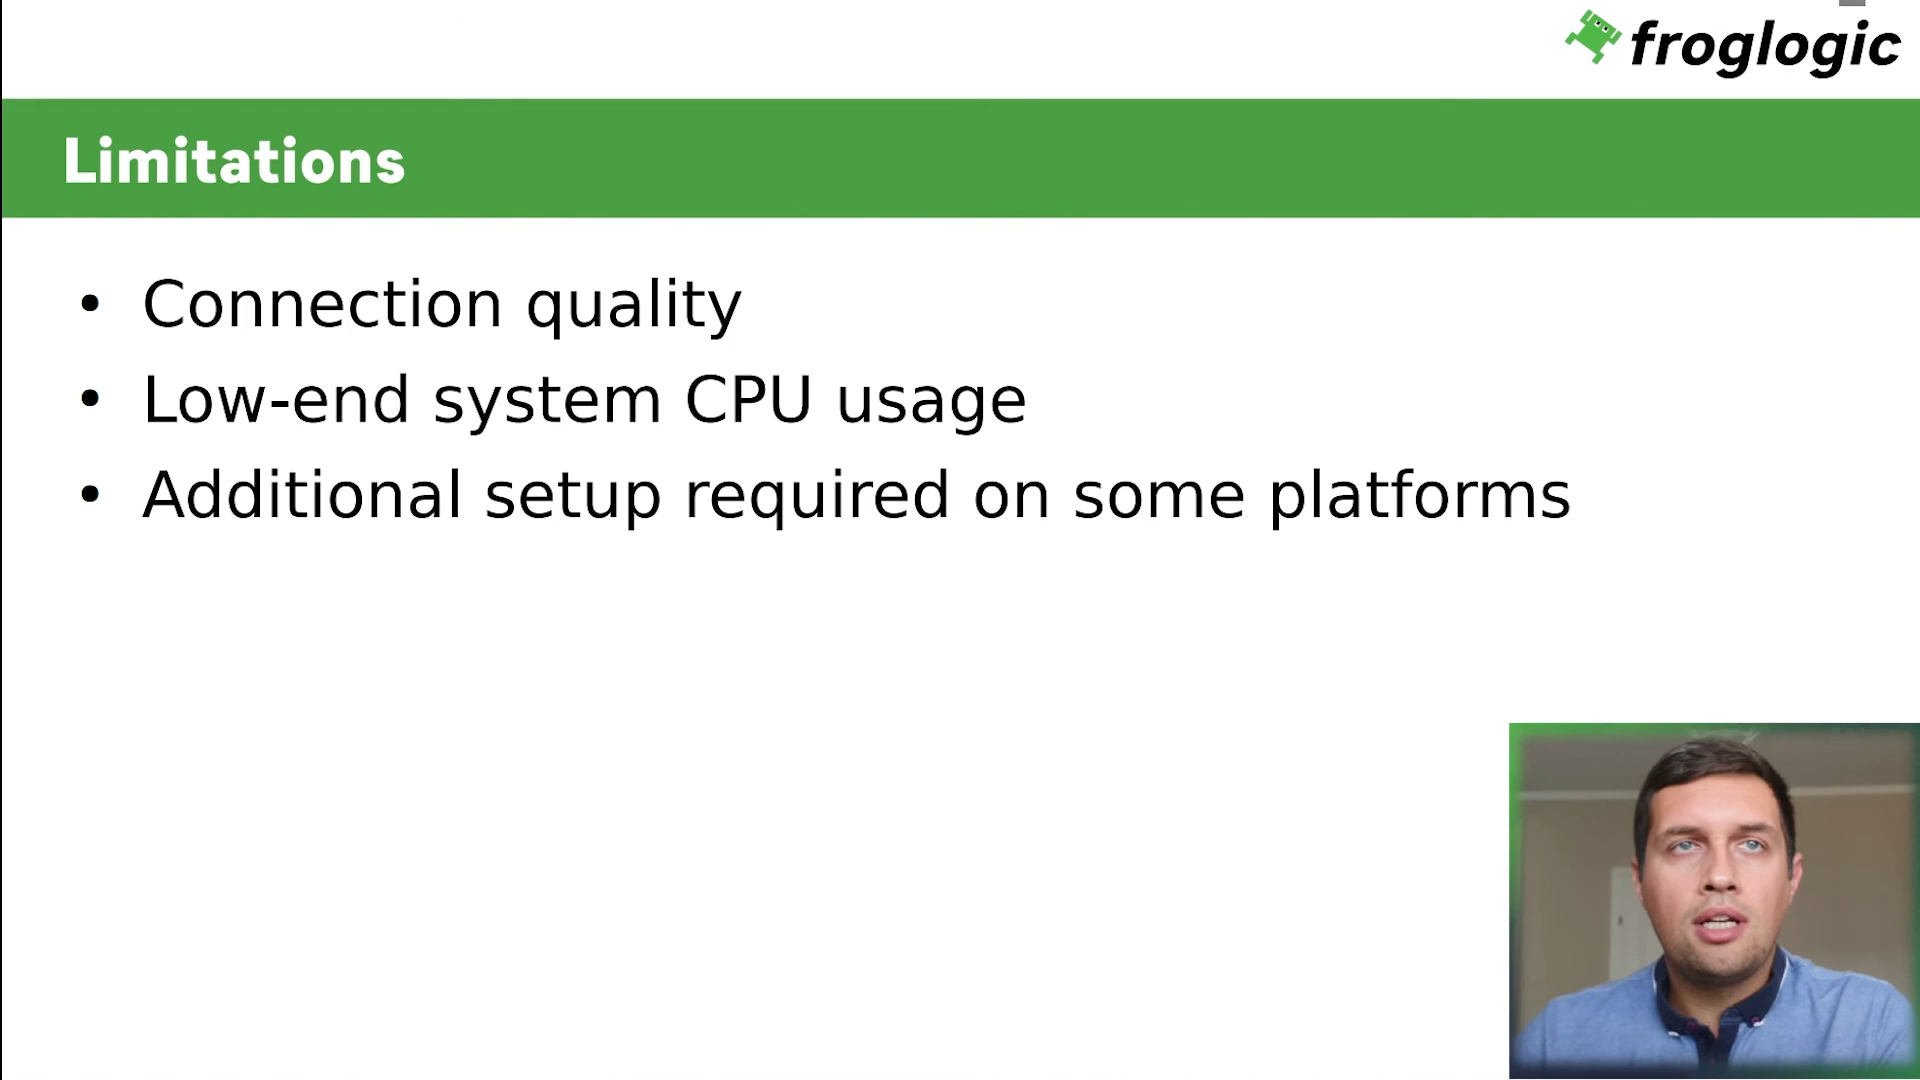 froglogic
Limitations
• Connection quality
• Low-end system CPU usage
• Additional setup required on some platforms